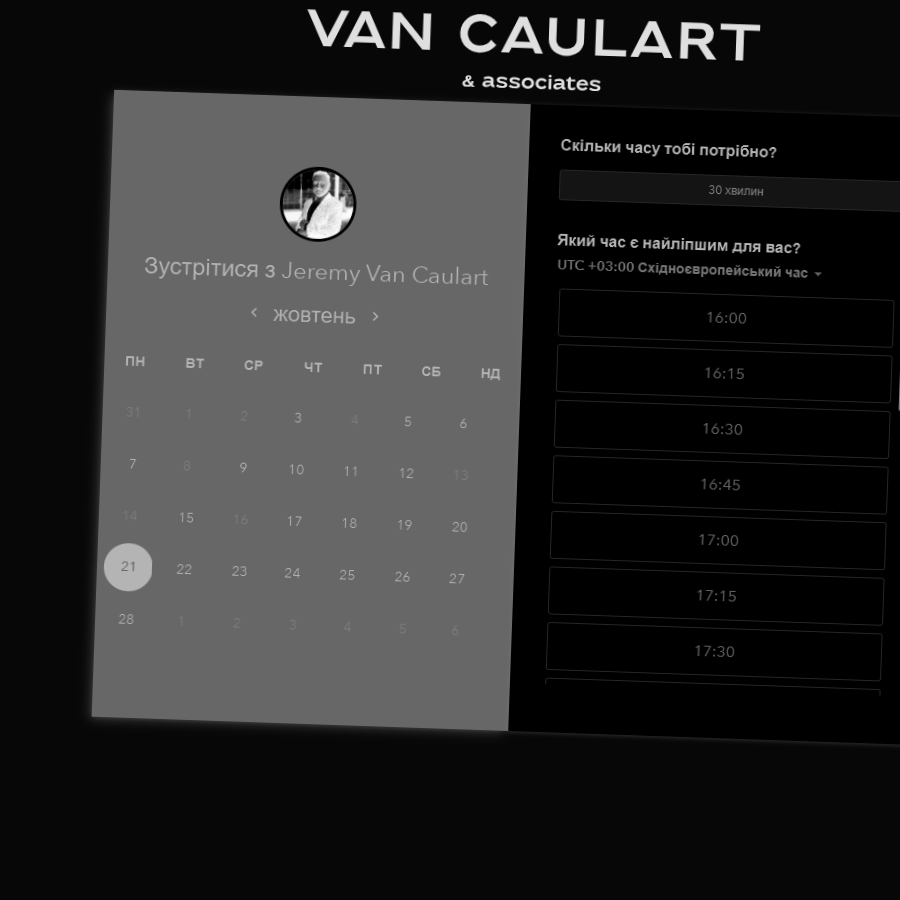 VAN CAULART
& associates
Зустрітися з Jeremy Van Caulart
‹ жовтень ›
ПН ВТ СР ЧТ ПТ СБ НД
31 1 2 3 4 5 6
7 8 9 10 11 12 13
14 15 16 17 18 19 20
21 22 23 24 25 26 27
28 1 2 3 4 5 6
Скільки часу тобі потрібно?
30 хвилин
Який час є найліпшим для вас?
UTC +03:00 Східноєвропейський час
16:00
16:15
16:30
16:45
17:00
17:15
17:30